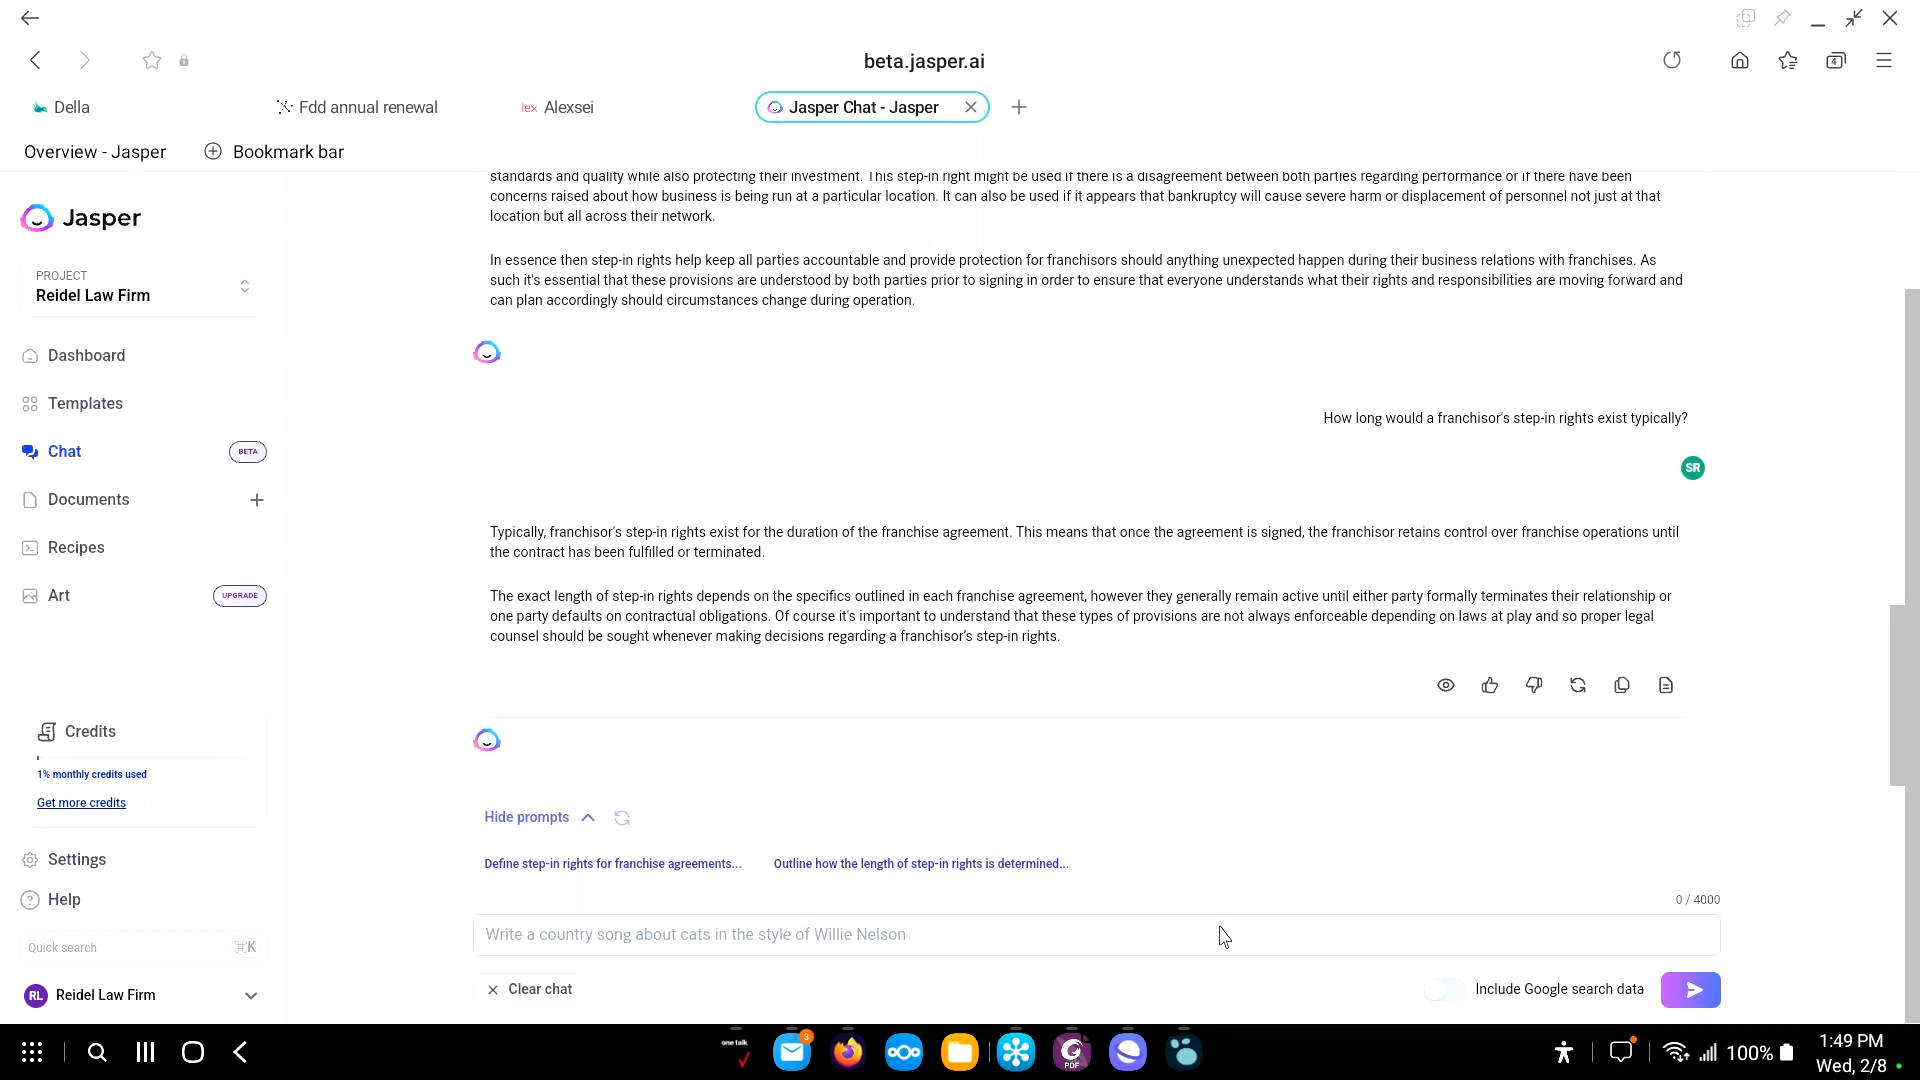 beta.jasper.ai
4
Della
Fdd annual renewal
lex Alexsei
Jasper Chat - Jasper
Overview - Jasper
Bookmark bar
Jasper
PROJECT
Reidel Law Firm
Dashboard
Templates
Chat
BETA
Documents
Recipes
Art
UPGRADE
Credits
1% monthly credits used
Get more credits
Settings
Help
Quick search
⌘K
RL Reidel Law Firm
standards and quality while also protecting their investment. This step-in right might be used if there is a disagreement between both parties regarding performance or if there have been
concerns raised about how business is being run at a particular location. It can also be used if it appears that bankruptcy will cause severe harm or displacement of personnel not just at that
location but all across their network.
In essence then step-in rights help keep all parties accountable and provide protection for franchisors should anything unexpected happen during their business relations with franchises. As
such it's essential that these provisions are understood by both parties prior to signing in order to ensure that everyone understands what their rights and responsibilities are moving forward and
can plan accordingly should circumstances change during operation.
How long would a franchisor's step-in rights exist typically?
SR
Typically, franchisor's step-in rights exist for the duration of the franchise agreement. This means that once the agreement is signed, the franchisor retains control over franchise operations until
the contract has been fulfilled or terminated.
The exact length of step-in rights depends on the specifics outlined in each franchise agreement, however they generally remain active until either party formally terminates their relationship or
one party defaults on contractual obligations. Of course it's important to understand that these types of provisions are not always enforceable depending on laws at play and so proper legal
counsel should be sought whenever making decisions regarding a franchisor's step-in rights.
Hide prompts
Define step-in rights for franchise agreements...
Outline how the length of step-in rights is determined...
0 / 4000
Write a country song about cats in the style of Willie Nelson
Clear chat
Include Google search data
one talk
3
PDF
100%
1:49 PM
Wed, 2/8